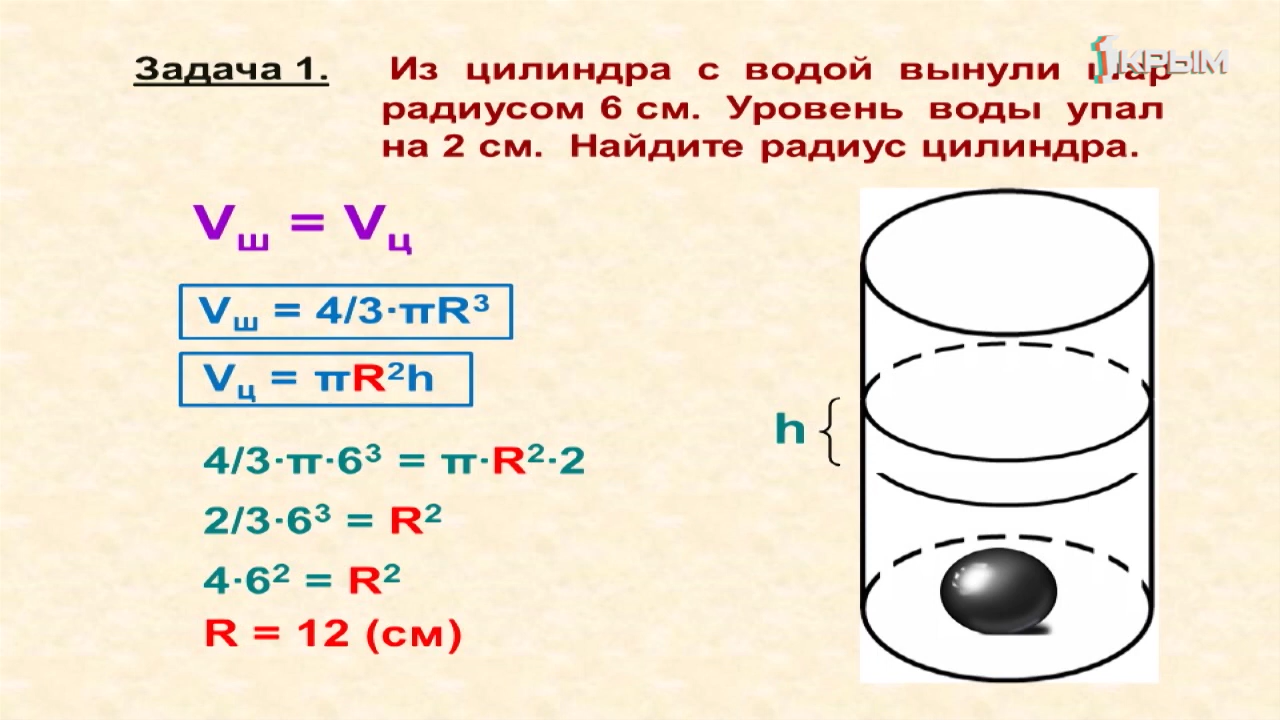 Задача 1. Из цилиндра с водой вынули шар
радиусом 6 см. Уровень воды упал
на 2 см. Найдите радиус цилиндра.
1КРЫМ
Vш = Vц
Vш = 4/3·πR³
Vц = πR²h
4/3·π·6³ = π·R²·2
2/3·6³ = R²
4·6² = R²
R = 12 (см)
h